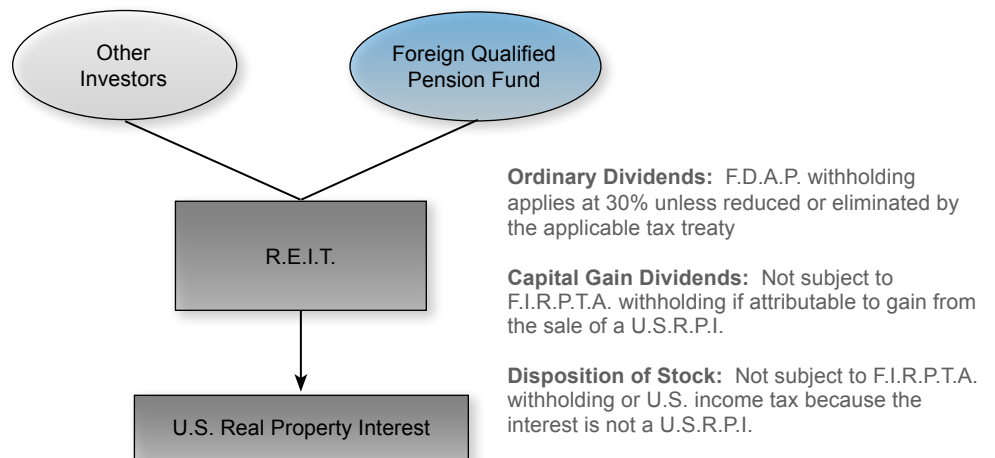 Other
Investors
Foreign Qualified
Pension Fund
Ordinary Dividends: F.D.A.P. withholding
applies at 30% unless reduced or eliminated by
the applicable tax treaty
R.E.I.T.
Capital Gain Dividends: Not subject to
F.I.R.P.T.A. withholding if attributable to gain from
the sale of a U.S.R.P.I.
Disposition of Stock: Not subject to F.I.R.P.T.A.
withholding or U.S. income tax because the
interest is not a U.S.R.P.I.
U.S. Real Property Interest